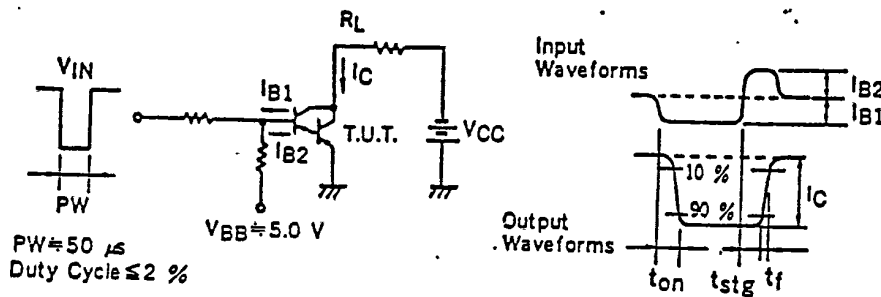 RL
VIN
IB1
IC
IB2
T.U.T.
VCC
PW
VBB≒5.0 V
PW≒50 μs
Duty Cycle≦2 %
Input
Waveforms
IB2
IB1
10 %
90 %
IC
Output
Waveforms
ton
tstg
tf